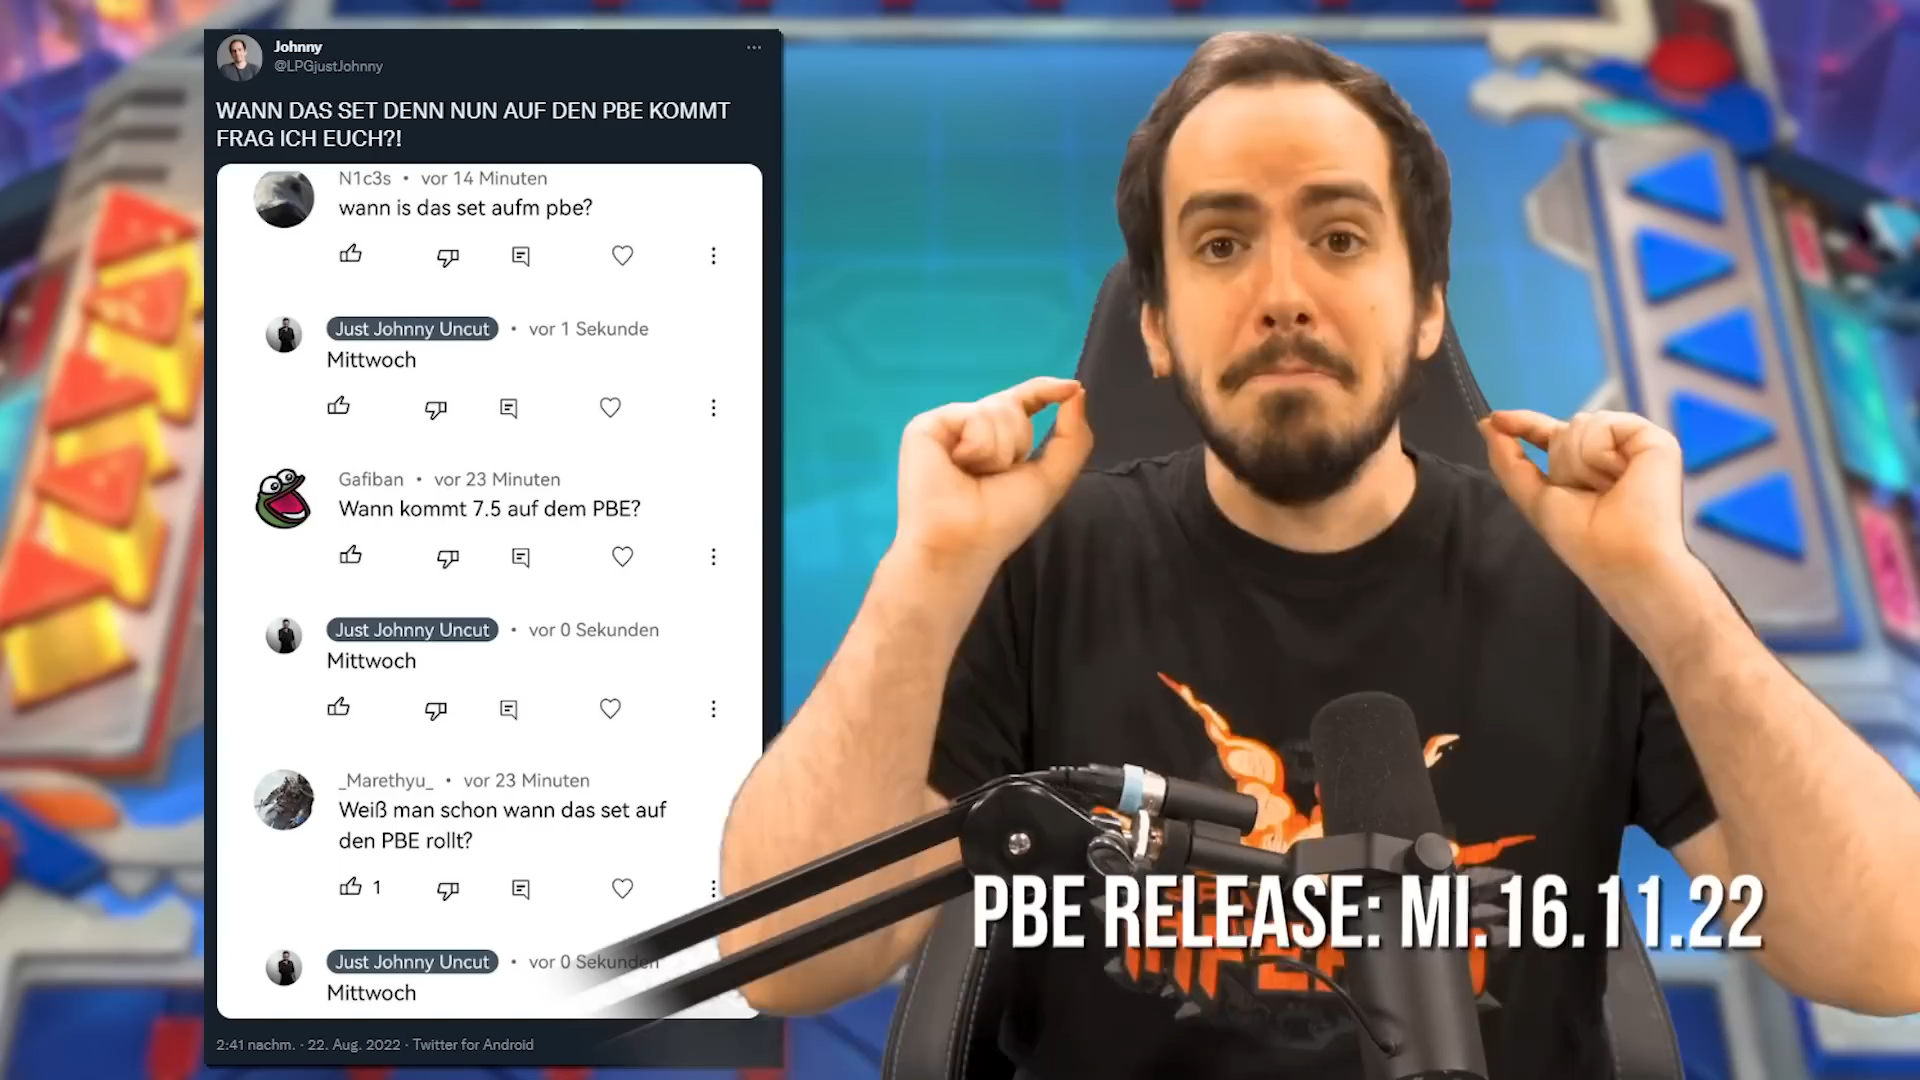 Johnny
@LPGjustJohnny
WANN DAS SET DENN NUN AUF DEN PBE KOMMT
FRAG ICH EUCH?!
N1c3s • vor 14 Minuten
wann is das set aufm pbe?
Just Johnny Uncut • vor 1 Sekunde
Mittwoch
Gafiban • vor 23 Minuten
Wann kommt 7.5 auf dem PBE?
Just Johnny Uncut • vor 0 Sekunden
Mittwoch
_Marethyu_ • vor 23 Minuten
Weiß man schon wann das set auf
den PBE rollt?
1
Just Johnny Uncut • vor 0 Sekunden
Mittwoch
2:41 nachm. · 22. Aug. 2022 · Twitter for Android
PBE RELEASE: MI.16.11.22